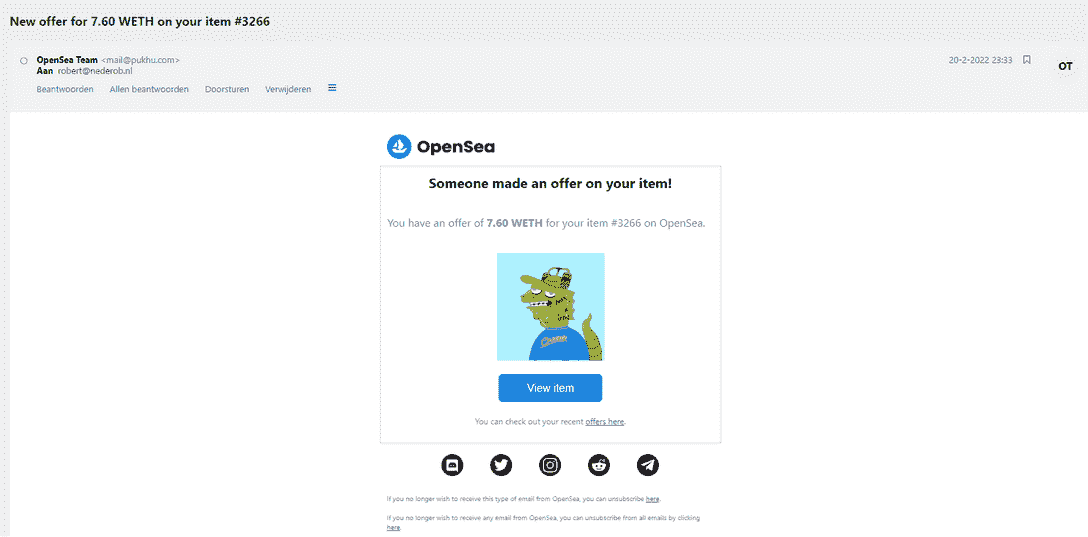 New offer for 7.60 WETH on your item #3266
OpenSea Team <mail@pukhu.com>
20-2-2022 23:33
OT
Aan robert@nederob.nl
Beantwoorden Allen beantwoorden Doorsturen Verwijderen
OpenSea
Someone made an offer on your item!
You have an offer of 7.60 WETH for your item #3266 on OpenSea.
View item
You can check out your recent offers here.
If you no longer wish to receive this type of email from OpenSea, you can unsubscribe here.
If you no longer wish to receive any email from OpenSea, you can unsubscribe from all emails by clicking
here.